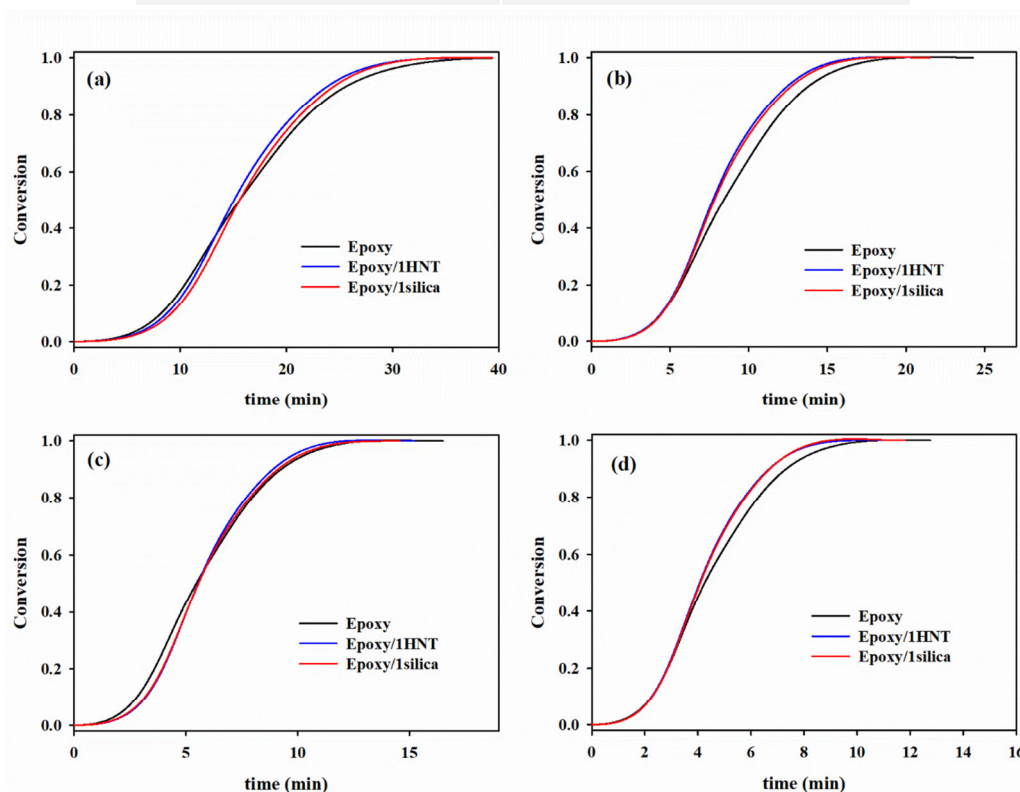 (a)
Conversion
1.0
0.8
0.6
0.4
0.2
0.0
Epoxy
Epoxy/1HNT
Epoxy/1silica
0 10 20 30 40
time (min)
(b)
Conversion
1.0
0.8
0.6
0.4
0.2
0.0
Epoxy
Epoxy/1HNT
Epoxy/1silica
0 5 10 15 20 25
time (min)
(c)
Conversion
1.0
0.8
0.6
0.4
0.2
0.0
Epoxy
Epoxy/1HNT
Epoxy/1silica
0 5 10 15
time (min)
(d)
Conversion
1.0
0.8
0.6
0.4
0.2
0.0
Epoxy
Epoxy/1HNT
Epoxy/1silica
0 2 4 6 8 10 12 14 16
time (min)